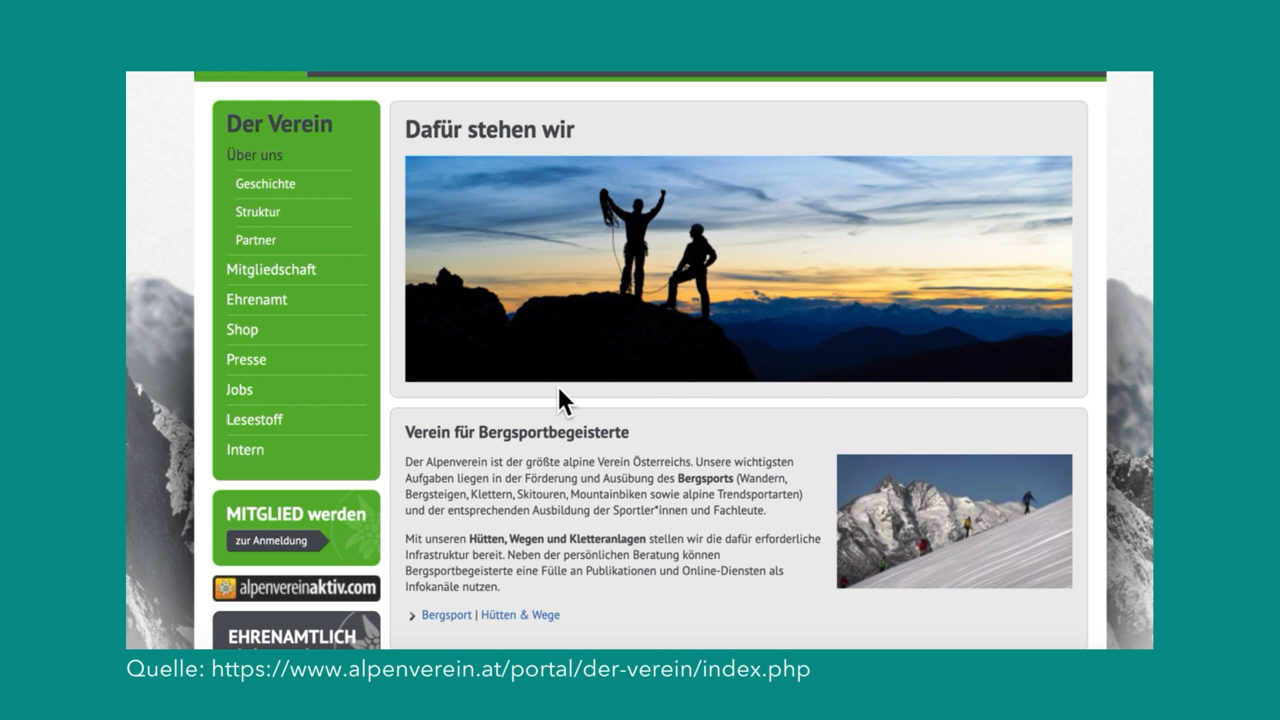 Der Verein
Über uns
Geschichte
Struktur
Partner
Mitgliedschaft
Ehrenamt
Shop
Presse
Jobs
Lesestoff
Intern
MITGLIED werden
zur Anmeldung
alpenvereinaktiv.com
EHRENAMTLICH
Dafür stehen wir
Verein für Bergsportbegeisterte
Der Alpenverein ist der größte alpine Verein Österreichs. Unsere wichtigsten
Aufgaben liegen in der Förderung und Ausübung des Bergsports (Wandern,
Bergsteigen, Klettern, Skitouren, Mountainbiken sowie alpine Trendsportarten)
und der entsprechenden Ausbildung der Sportler*innen und Fachleute.
Mit unseren Hütten, Wegen und Kletteranlagen stellen wir die dafür erforderliche
Infrastruktur bereit. Neben der persönlichen Beratung können
Bergsportbegeisterte eine Fülle an Publikationen und Online-Diensten als
Infokanäle nutzen.
Bergsport | Hütten & Wege
Quelle: https://www.alpenverein.at/portal/der-verein/index.php